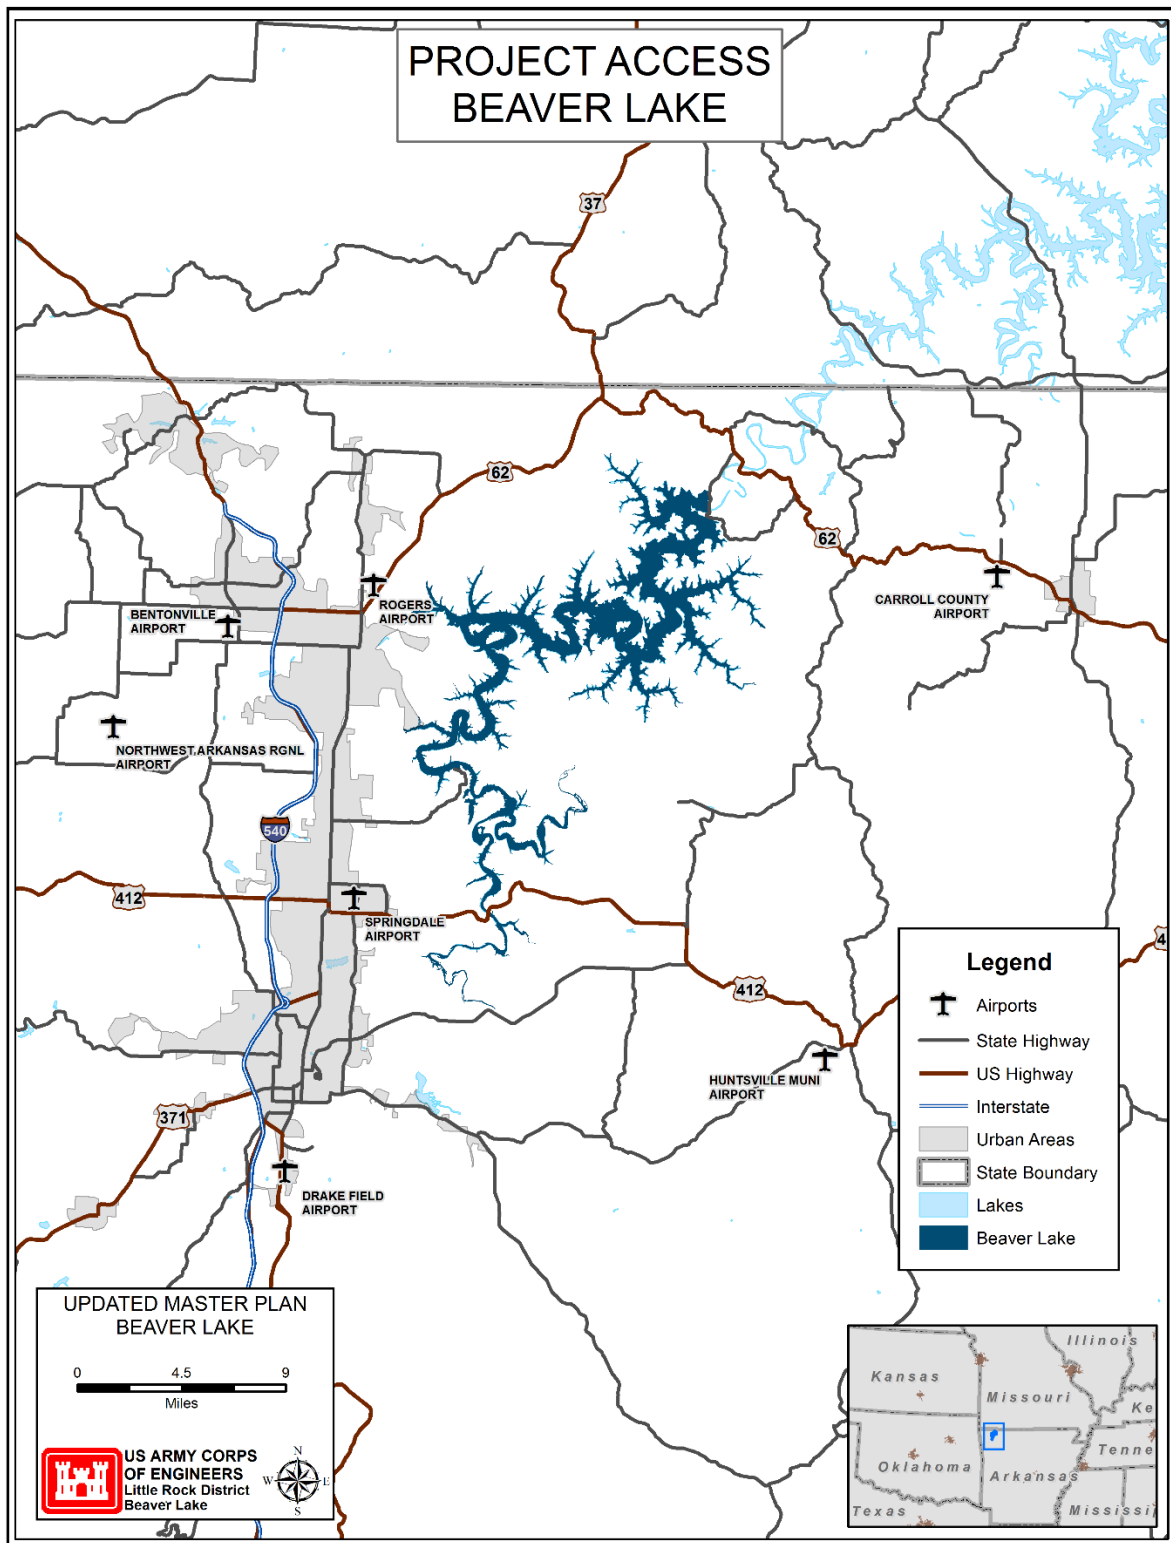 PROJECT ACCESS
BEAVER LAKE
37
62
62
BENTONVILLE
AIRPORT
ROGERS
AIRPORT
CARROLL COUNTY
AIRPORT
NORTHWEST ARKANSAS RGNL
AIRPORT
540
412
SPRINGDALE
AIRPORT
412
HUNTSVILLE MUNI
AIRPORT
371
DRAKE FIELD
AIRPORT
4
Legend
Airports
State Highway
US Highway
Interstate
Urban Areas
State Boundary
Lakes
Beaver Lake
UPDATED MASTER PLAN
BEAVER LAKE
0 4.5 9
Miles
US ARMY CORPS
OF ENGINEERS
Little Rock District
Beaver Lake
N
W E
S
Illinois
Kansas
Missouri
Ke
Tenne
Oklahoma
Arkansas
Texas
Mississi